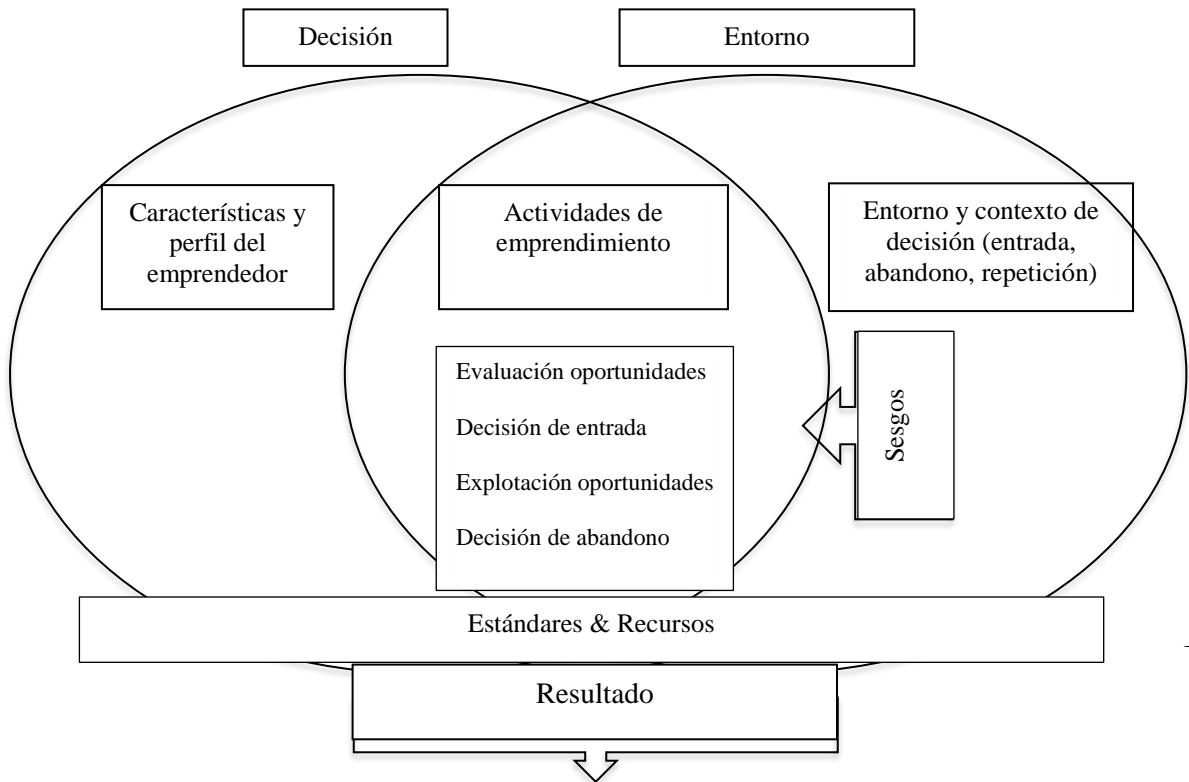 Decisión
Entorno
Características y
perfil del
emprendedor
Actividades de
emprendimiento
Entorno y contexto de
decisión (entrada,
abandono, repetición)
Evaluación oportunidades
Decisión de entrada
Explotación oportunidades
Decisión de abandono
Sesgos
Estándares & Recursos
Resultado